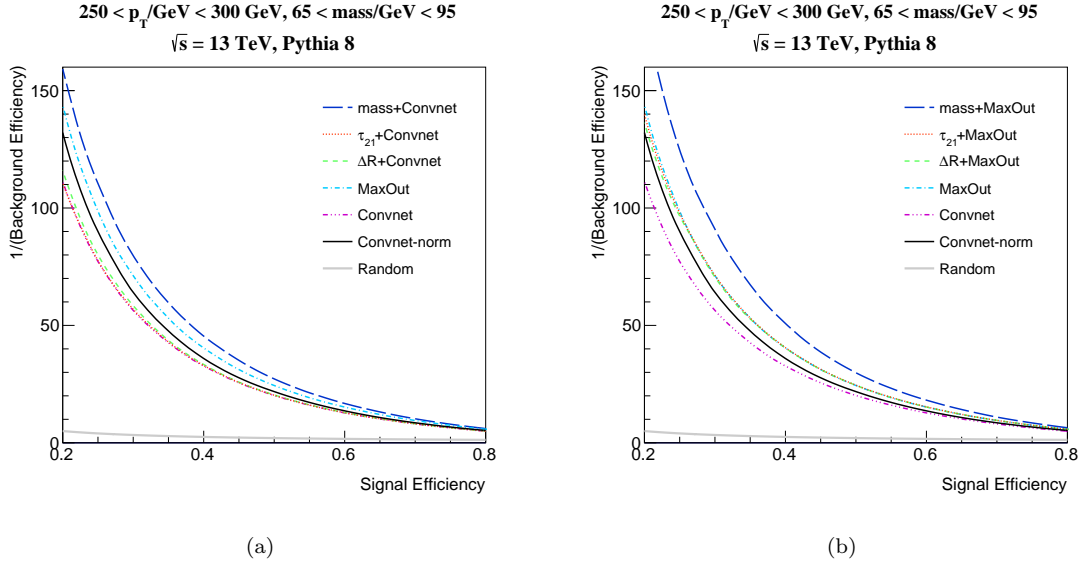 250 < p_T/GeV < 300 GeV, 65 < mass/GeV < 95
√s = 13 TeV, Pythia 8
1/(Background Efficiency)
150
100
50
0
mass+Convnet
τ_21+Convnet
ΔR+Convnet
MaxOut
Convnet
Convnet-norm
Random
0.2 0.4 0.6 0.8
Signal Efficiency
(a)
250 < p_T/GeV < 300 GeV, 65 < mass/GeV < 95
√s = 13 TeV, Pythia 8
1/(Background Efficiency)
150
100
50
0
mass+MaxOut
τ_21+MaxOut
ΔR+MaxOut
MaxOut
Convnet
Convnet-norm
Random
0.2 0.4 0.6 0.8
Signal Efficiency
(b)